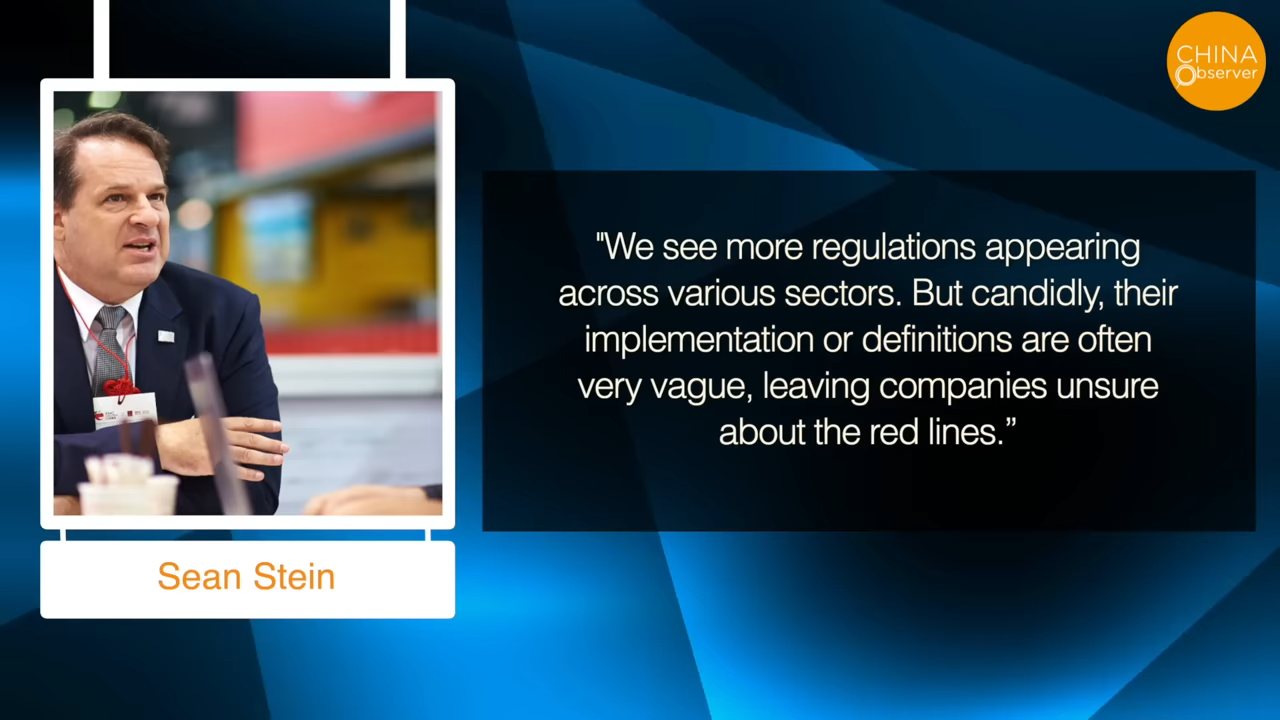 CHINA
Observer
"We see more regulations appearing
across various sectors. But candidly, their
implementation or definitions are often
very vague, leaving companies unsure
about the red lines.”
Sean Stein